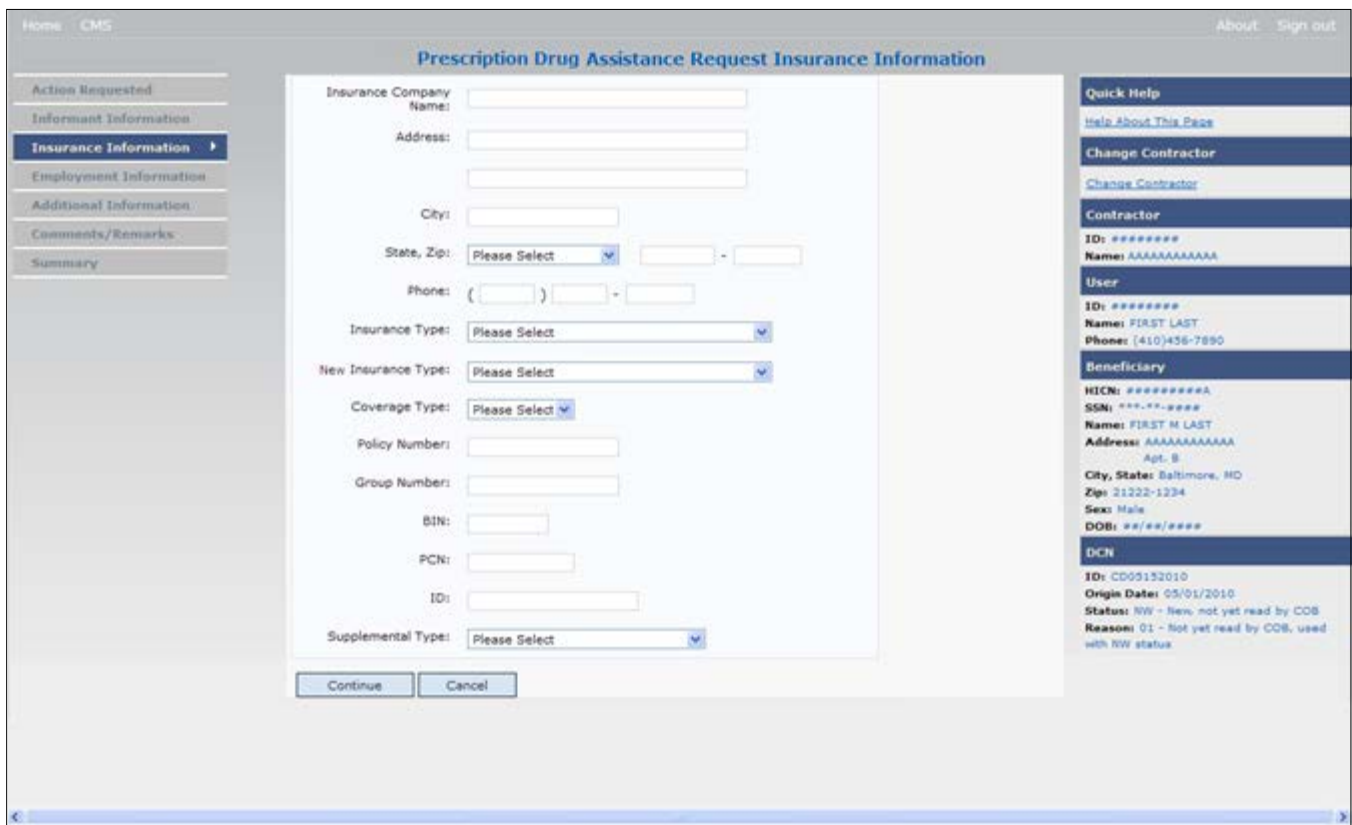 Home CMS About Sign out
Prescription Drug Assistance Request Insurance Information
Action Requested
Informant Information
Insurance Information
Employment Information
Additional Information
Comments/Remarks
Summary
Insurance Company
Name:
Address:
City:
State, Zip: Please Select -
Phone: ( ) -
Insurance Type: Please Select
New Insurance Type: Please Select
Coverage Type: Please Select
Policy Number:
Group Number:
BIN:
PCN:
ID:
Supplemental Type: Please Select
Continue Cancel
Quick Help
Help About This Page
Change Contractor
Change Contractor
Contractor
ID: ########
Name: AAAAAAAAAAAA
User
ID: ########
Name: FIRST LAST
Phone: (410)456-7890
Beneficiary
HICN: #########A
SSN: ***-**-####
Name: FIRST M LAST
Address: AAAAAAAAAAAA
Apt. B
City, State: Baltimore, MD
Zip: 21222-1234
Sex: Male
DOB: ##/##/####
DCN
ID: CD05152010
Origin Date: 05/01/2010
Status: NW - New, not yet read by COB
Reason: 01 - Not yet read by COB, used
with NW status